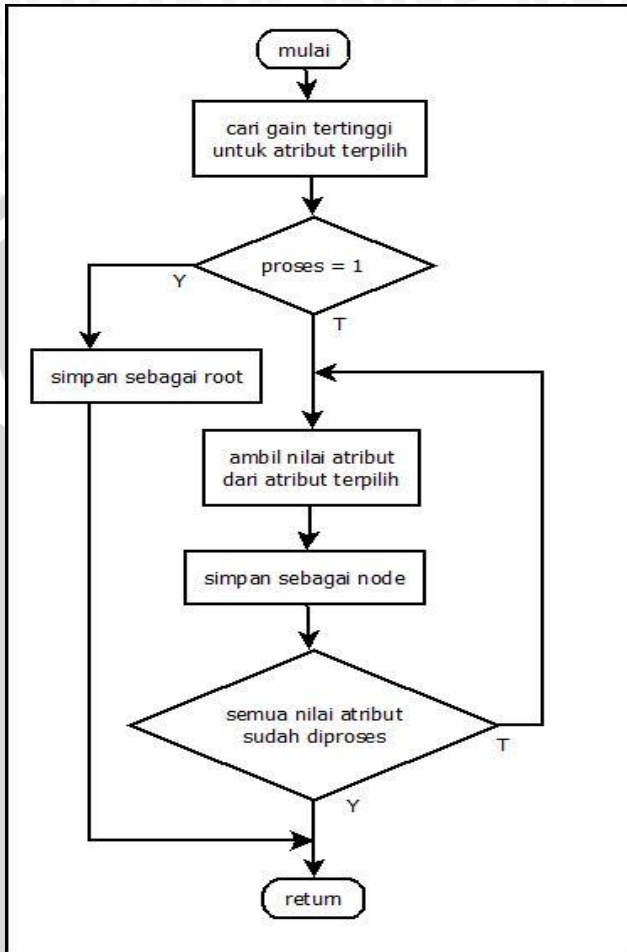 mulai
cari gain tertinggi
untuk atribut terpilih
proses = 1
Y
T
simpan sebagai root
ambil nilai atribut
dari atribut terpilih
simpan sebagai node
semua nilai atribut
sudah diproses
T
Y
return